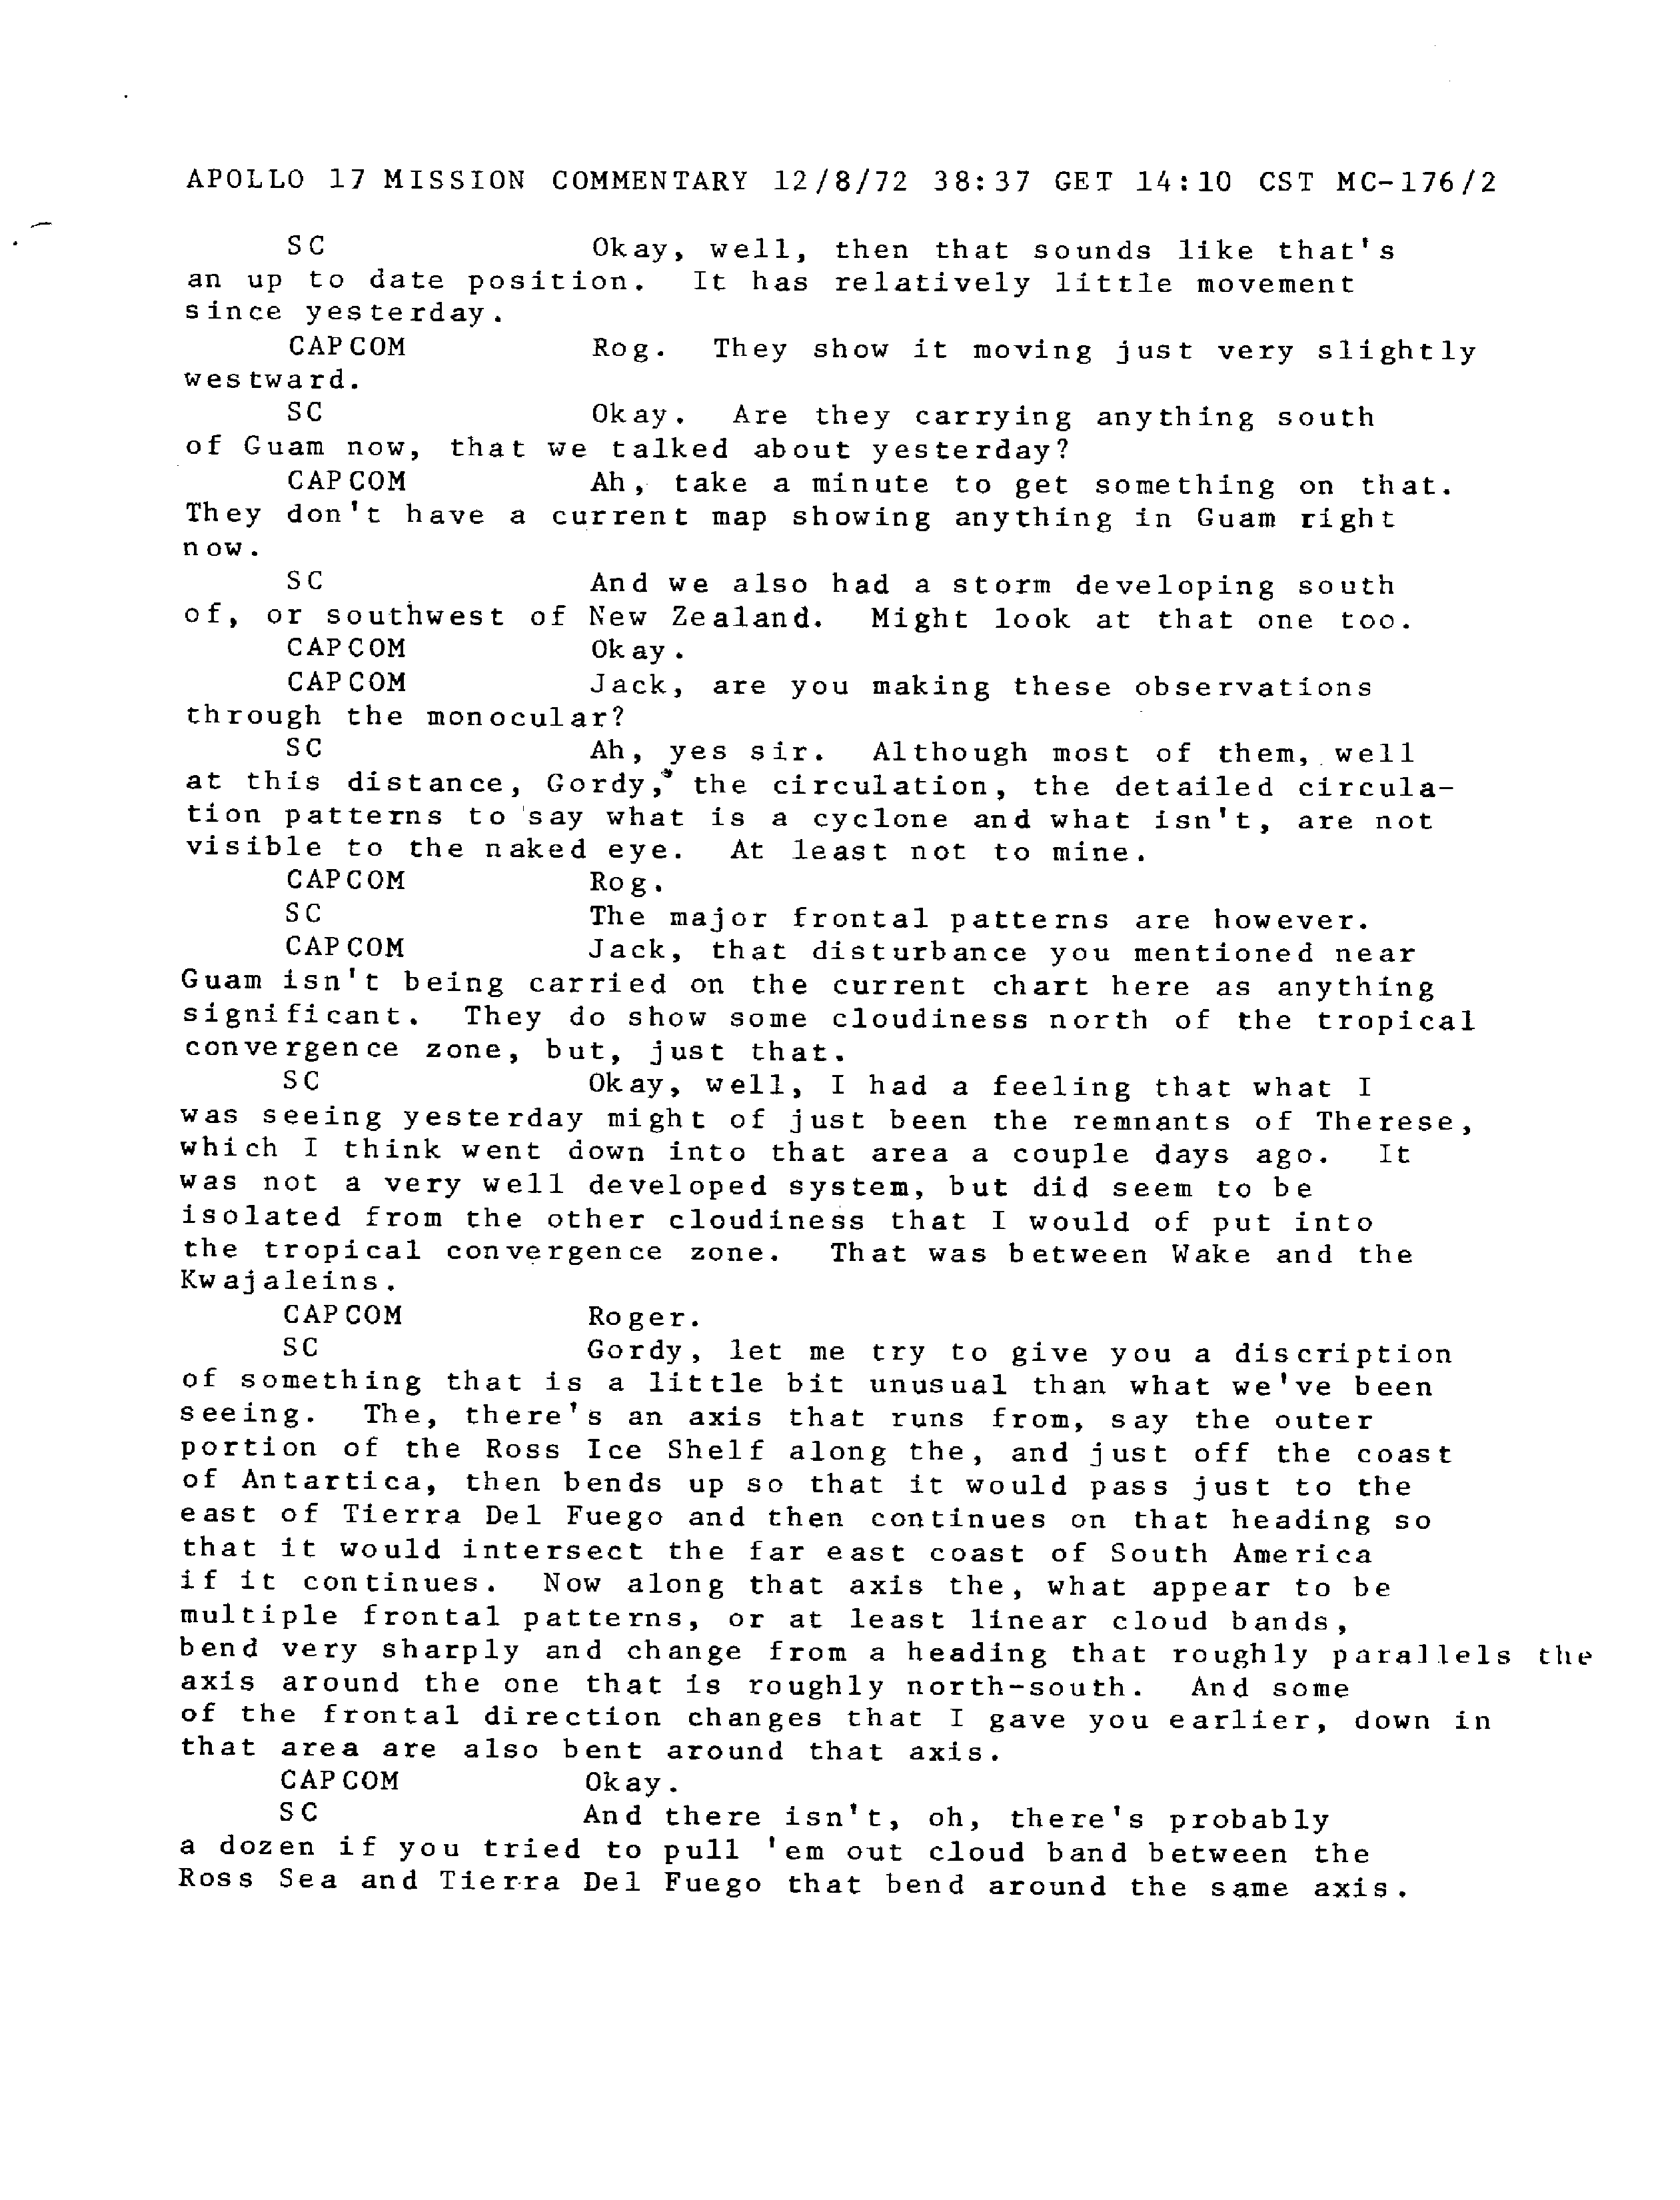 APOLLO 17 MISSION COMMENTARY 12/8/72 38:37 GET 14:10 CST MC-176/2
SC Okay, well, then that sounds like that's
an up to date position. It has relatively little movement
since yesterday.
CAPCOM Rog. They show it moving just very slightly
westward.
SC Okay. Are they carrying anything south
of Guam now, that we talked about yesterday?
CAPCOM Ah, take a minute to get something on that.
They don't have a current map showing anything in Guam right
now.
SC And we also had a storm developing south
of, or southwest of New Zealand. Might look at that one too.
CAPCOM Okay.
CAPCOM Jack, are you making these observations
through the monocular?
SC Ah, yes sir. Although most of them, well
at this distance, Gordy, the circulation, the detailed circula-
tion patterns to say what is a cyclone and what isn't, are not
visible to the naked eye. At least not to mine.
CAPCOM Rog.
SC The major frontal patterns are however.
CAPCOM Jack, that disturbance you mentioned near
Guam isn't being carried on the current chart here as anything
significant. They do show some cloudiness north of the tropical
convergence zone, but, just that.
SC Okay, well, I had a feeling that what I
was seeing yesterday might of just been the remnants of Therese,
which I think went down into that area a couple days ago. It
was not a very well developed system, but did seem to be
isolated from the other cloudiness that I would of put into
the tropical convergence zone. That was between Wake and the
Kwajaleins.
CAPCOM Roger.
SC Gordy, let me try to give you a discription
of something that is a little bit unusual than what we've been
seeing. The, there's an axis that runs from, say the outer
portion of the Ross Ice Shelf along the, and just off the coast
of Antartica, then bends up so that it would pass just to the
east of Tierra Del Fuego and then continues on that heading so
that it would intersect the far east coast of South America
if it continues. Now along that axis the, what appear to be
multiple frontal patterns, or at least linear cloud bands,
bend very sharply and change from a heading that roughly parallels the
axis around the one that is roughly north-south. And some
of the frontal direction changes that I gave you earlier, down in
that area are also bent around that axis.
CAPCOM Okay.
SC And there isn't, oh, there's probably
a dozen if you tried to pull 'em out cloud band between the
Ross Sea and Tierra Del Fuego that bend around the same axis.